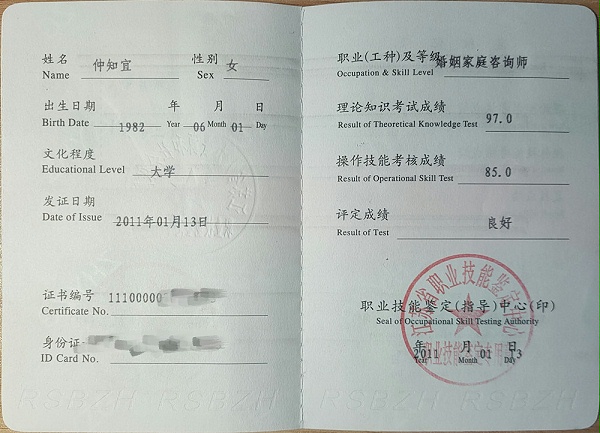 姓名 仲知宜 性别 女
Name Sex
出生日期 年 月 日
Birth Date 1982 Year 06 Month 01 Day
文化程度
Educational Level 大学
发证日期
Date of Issue 2011年01月13日
证书编号 11100000
Certificate No.
身份证
ID Card No.
职业(工种)及等级 婚姻家庭咨询师
Occupation & Skill Level
理论知识考试成绩
Result of Theoretical Knowledge Test 97.0
操作技能考核成绩
Result of Operational Skill Test 85.0
评定成绩 良好
Result of Test
职业技能鉴定(指导)中心(印)
Seal of Occupational Skill Testing Authority
年 月 日
2011 01 13
Year Month Day
RSBZH RSBZH RSBZH